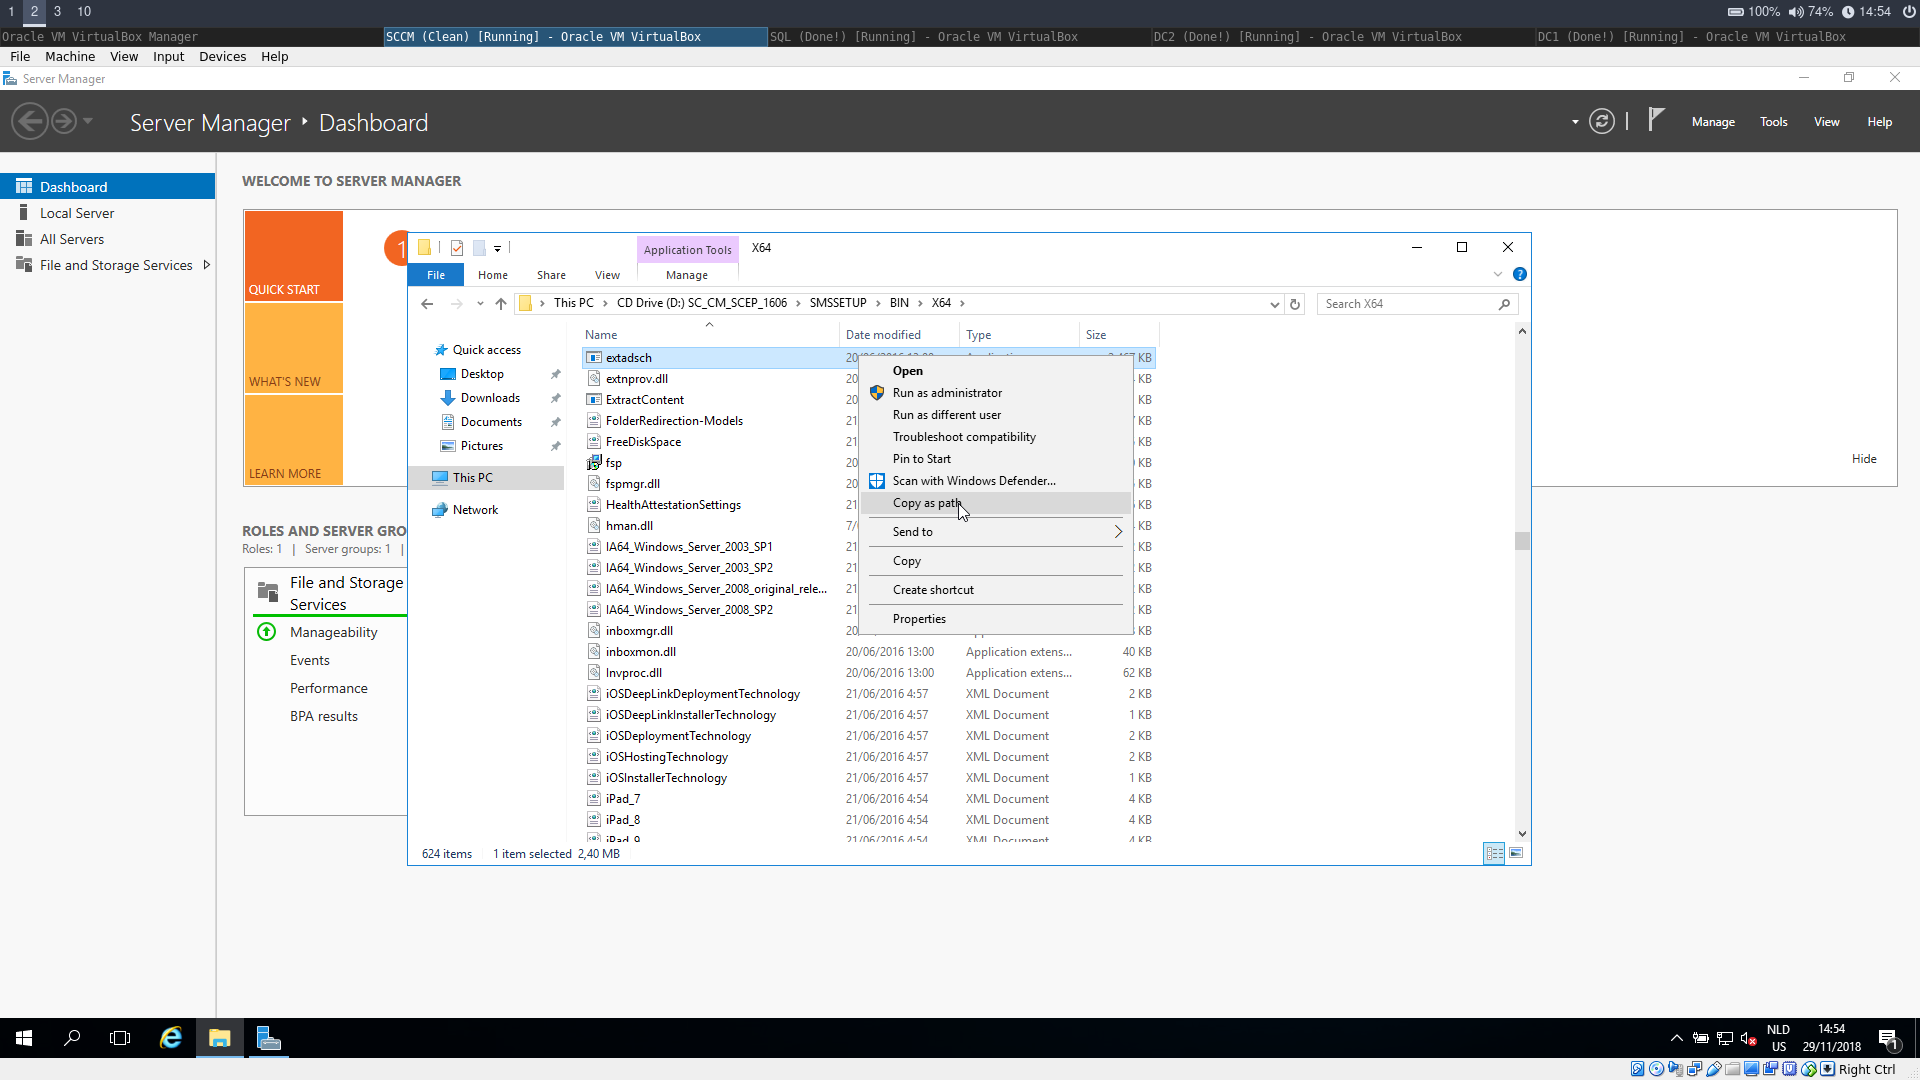 1 2 3 10
100% 74% 14:54
Oracle VM VirtualBox Manager
SCCM (Clean) [Running] - Oracle VM VirtualBox
SQL (Done!) [Running] - Oracle VM VirtualBox
DC2 (Done!) [Running] - Oracle VM VirtualBox
DC1 (Done!) [Running] - Oracle VM VirtualBox
File Machine View Input Devices Help
Server Manager
Server Manager ‣ Dashboard
Manage Tools View Help
Dashboard
Local Server
All Servers
File and Storage Services
WELCOME TO SERVER MANAGER
QUICK START
WHAT'S NEW
LEARN MORE
1
Hide
ROLES AND SERVER GRO
Roles: 1 | Server groups: 1 |
File and Storage
Services
Manageability
Events
Performance
BPA results
Application Tools X64
File Home Share View Manage
This PC CD Drive (D:) SC_CM_SCEP_1606 SMSSETUP BIN X64
Search X64
Quick access
Desktop
Downloads
Documents
Pictures
This PC
Network
Name Date modified Type Size
extadsch 20 KB
extnprov.dll 20 KB
ExtractContent 20 KB
FolderRedirection-Models 21 KB
FreeDiskSpace 21 KB
fsp 20 KB
fspmgr.dll 20 KB
HealthAttestationSettings 21 KB
hman.dll 7/ KB
IA64_Windows_Server_2003_SP1 21 KB
IA64_Windows_Server_2003_SP2 21 KB
IA64_Windows_Server_2008_original_rele... 21 KB
IA64_Windows_Server_2008_SP2 21 KB
inboxmgr.dll 20 KB
inboxmon.dll 20/06/2016 13:00 Application extens... 40 KB
Invproc.dll 20/06/2016 13:00 Application extens... 62 KB
iOSDeepLinkDeploymentTechnology 21/06/2016 4:57 XML Document 2 KB
iOSDeepLinkInstallerTechnology 21/06/2016 4:57 XML Document 1 KB
iOSDeploymentTechnology 21/06/2016 4:57 XML Document 2 KB
iOSHostingTechnology 21/06/2016 4:57 XML Document 2 KB
iOSInstallerTechnology 21/06/2016 4:57 XML Document 1 KB
iPad_7 21/06/2016 4:54 XML Document 4 KB
iPad_8 21/06/2016 4:54 XML Document 4 KB
iPad_9 21/06/2016 4:54 XML Document 4 KB
Open
Run as administrator
Run as different user
Troubleshoot compatibility
Pin to Start
Scan with Windows Defender...
Copy as path
Send to
Copy
Create shortcut
Properties
624 items 1 item selected 2,40 MB
NLD
US
14:54
29/11/2018
1
Right Ctrl